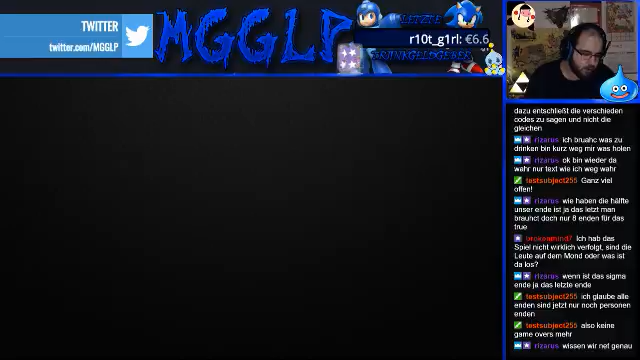 TWITTER
twitter.com/MGGLP
MGGLP
LETZTE
r10t_g1rl: €6.6
TRINKGELDGEBER
dazu entschließt die verschieden
codes zu sagen und nicht die
gleichen
rizarus ich bruahc was zu
drinken bin kurz weg mir was holen
rizarus ok bin wieder da
wahr nur text wie ich weg wahr
testsubject255 Ganz viel
offen!
rizarus wie haben die hälfte
unser ende ist ja das letzt man
brauhct doch nur 8 enden für das
true
brokenmind7 Ich hab das
Spiel nicht wirklich verfolgt, sind die
Leute auf dem Mond oder was ist
da los?
rizarus wenn ist das sigma
ende ja das letzte ende
testsubject255 ich glaube alle
enden sind jetzt nur noch personen
enden
testsubject255 also keine
game overs mehr
rizarus wissen wir net genau